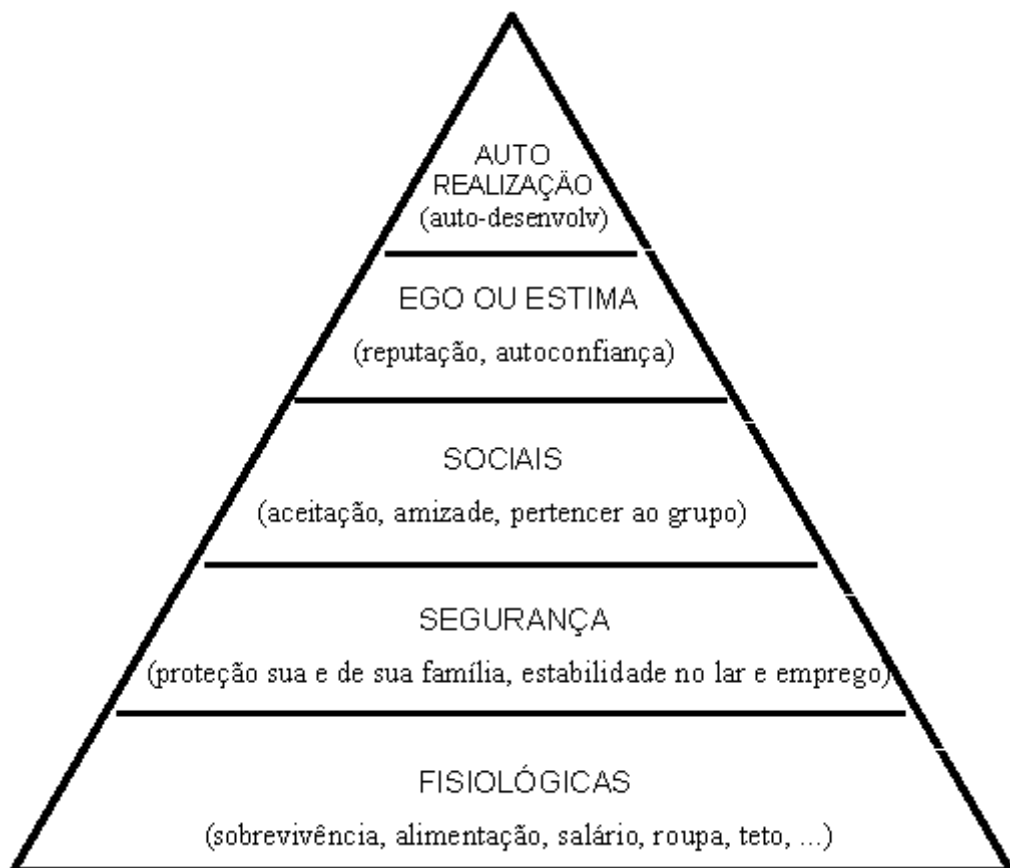 AUTO
REALIZAÇÃO
(auto-desenvolv)
EGO OU ESTIMA
(reputação, autoconfiança)
SOCIAIS
(aceitação, amizade, pertencer ao grupo)
SEGURANÇA
(proteção sua e de sua família, estabilidade no lar e emprego)
FISIOLÓGICAS
(sobrevivência, alimentação, salário, roupa, teto, ...)